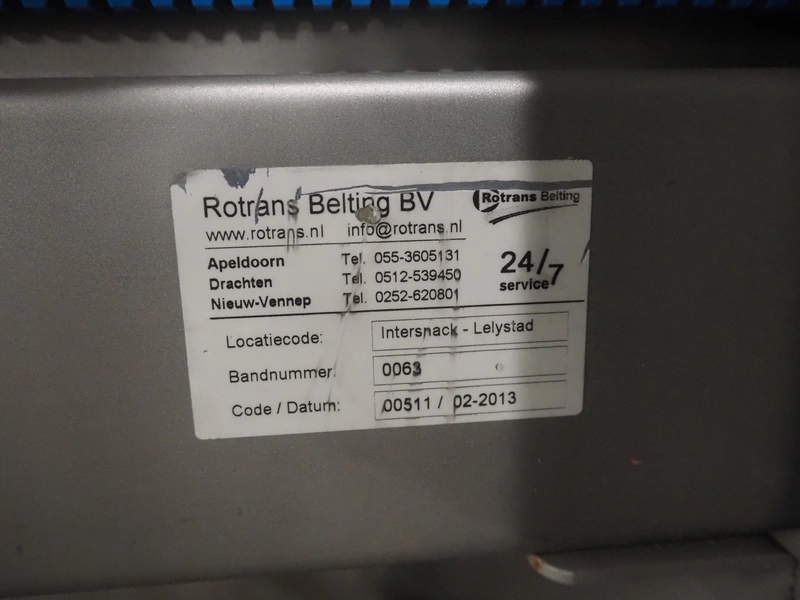 Rotrans Belting BV
Rotrans Belting
www.rotrans.nl info@rotrans.nl
Apeldoorn Tel. 055-3605131
Drachten Tel. 0512-539450
Nieuw-Vennep Tel. 0252-620801
24/7
service
Locatiecode: Intersnack - Lelystad
Bandnummer: 0063
Code / Datum: 00511 / 02-2013